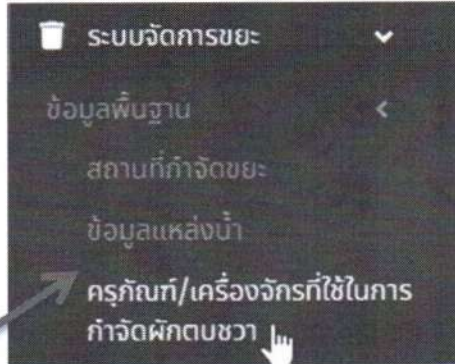 ระบบจัดการขยะ
ข้อมูลพื้นฐาน
สถานที่กำจัดขยะ
ข้อมูลแหล่งน้ำ
ครุภัณฑ์/เครื่องจักรที่ใช้ในการ
กำจัดผักตบชวา